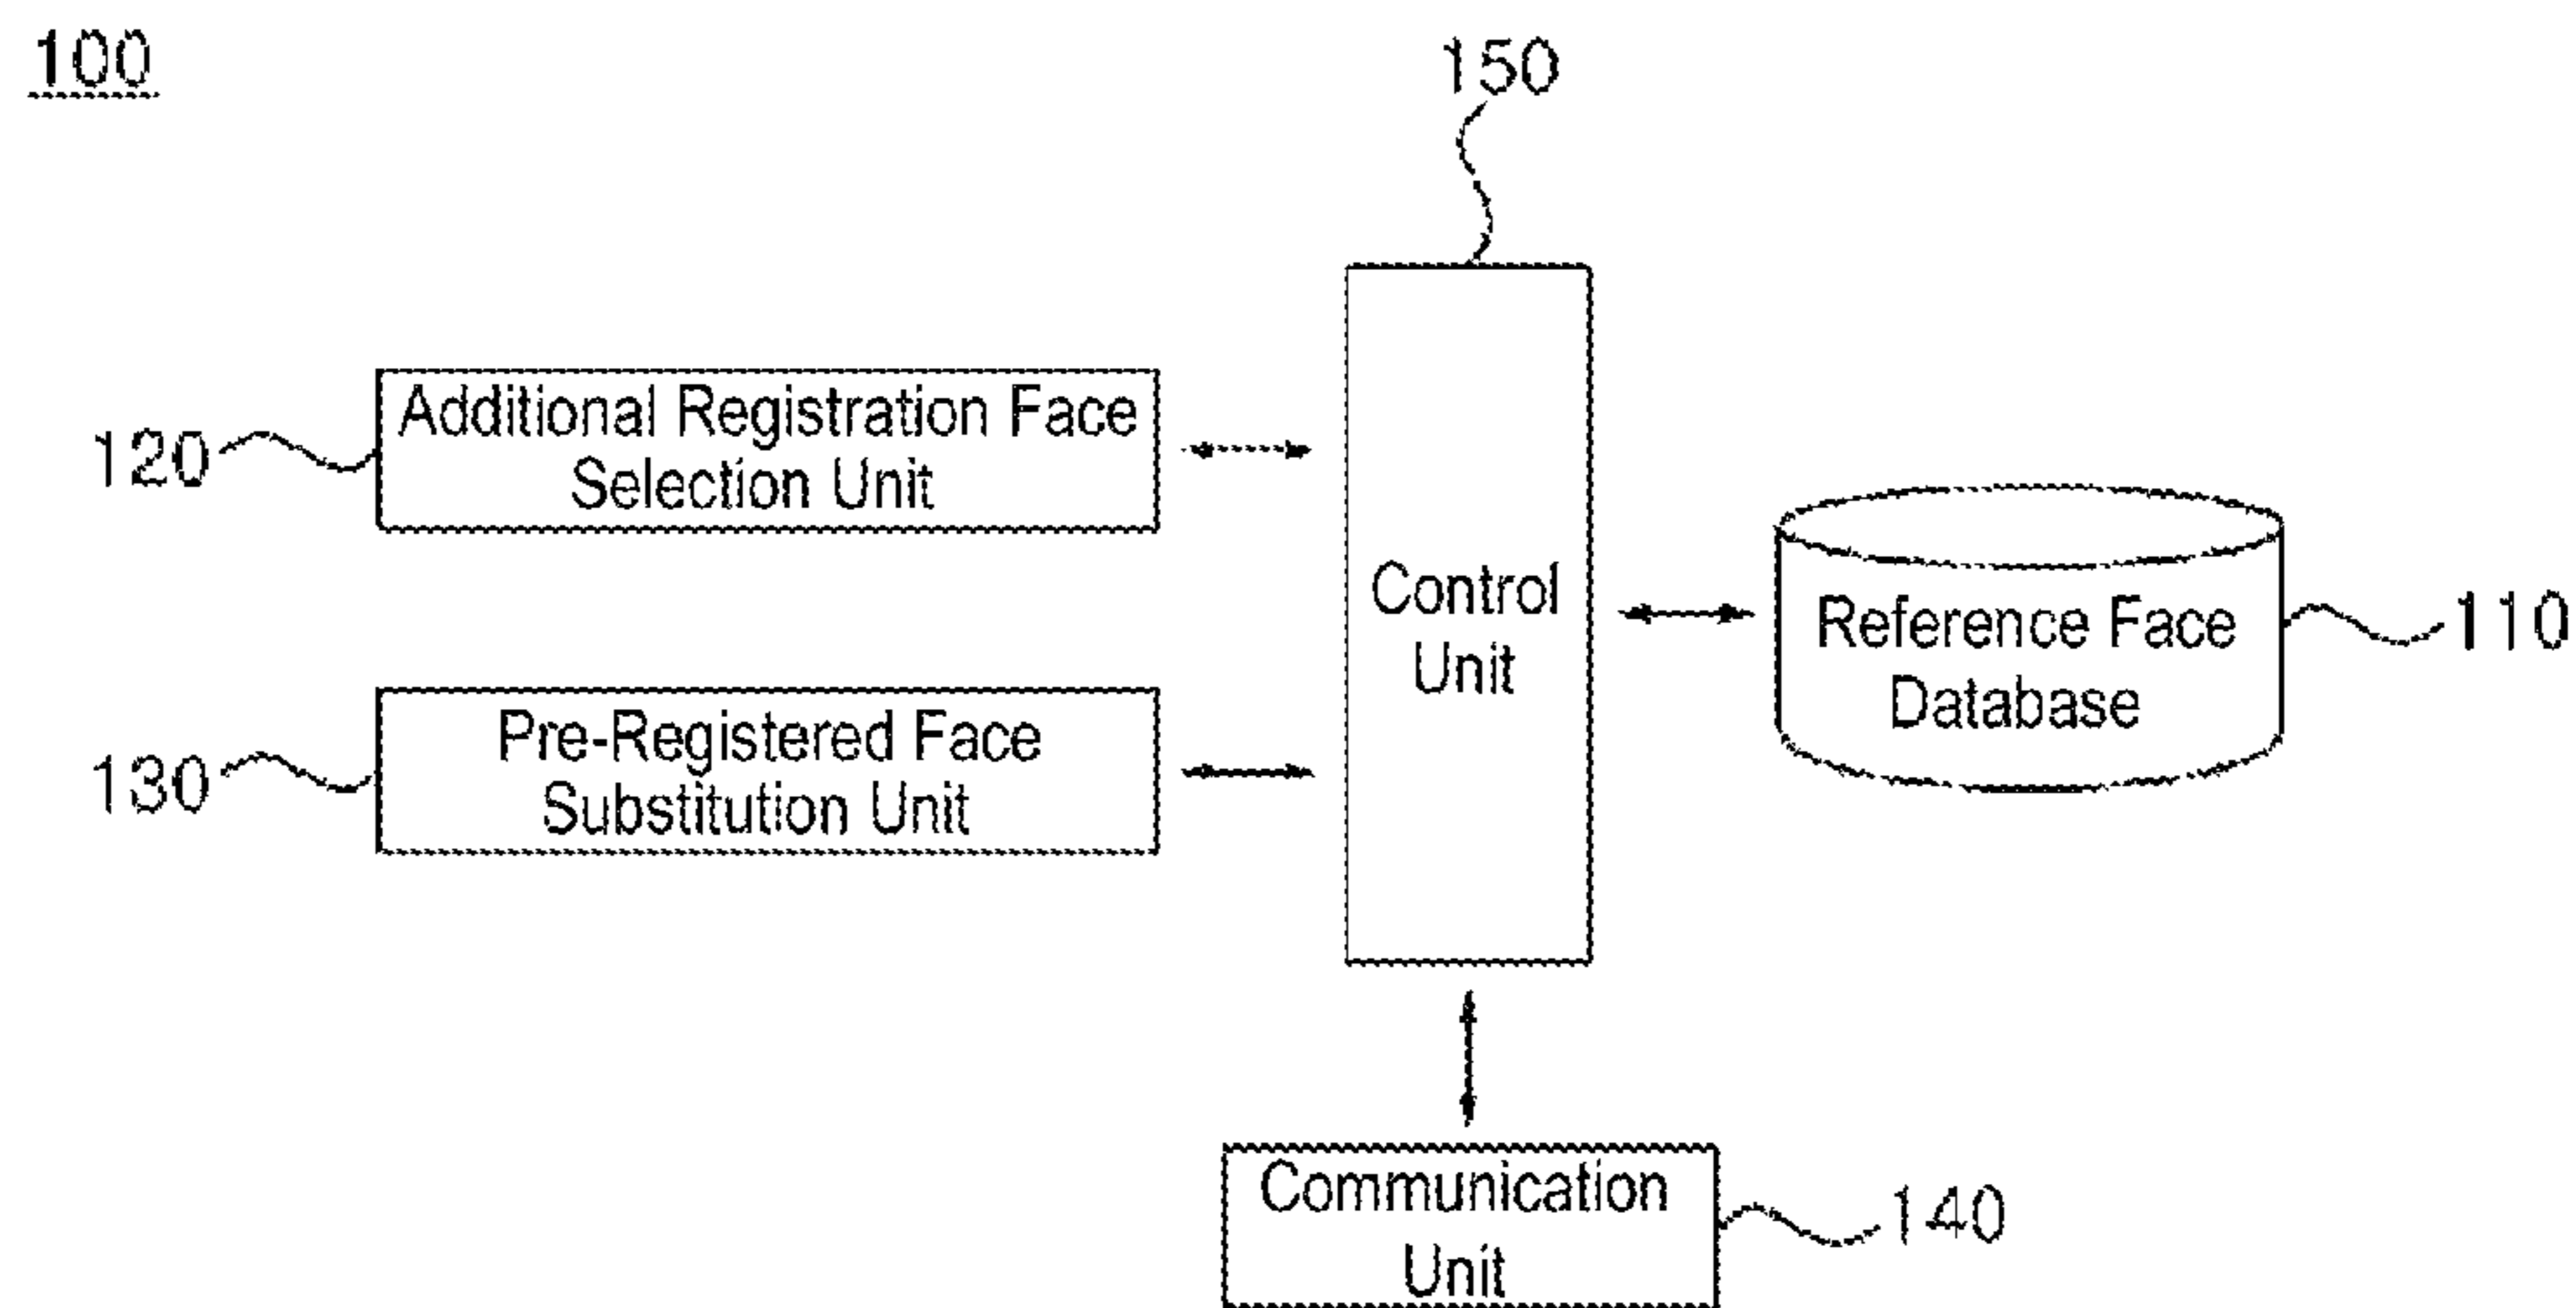 100
150
120
Additional Registration Face
Selection Unit
130
Pre-Registered Face
Substitution Unit
Control
Unit
Reference Face
Database
110
Communication
Unit
140